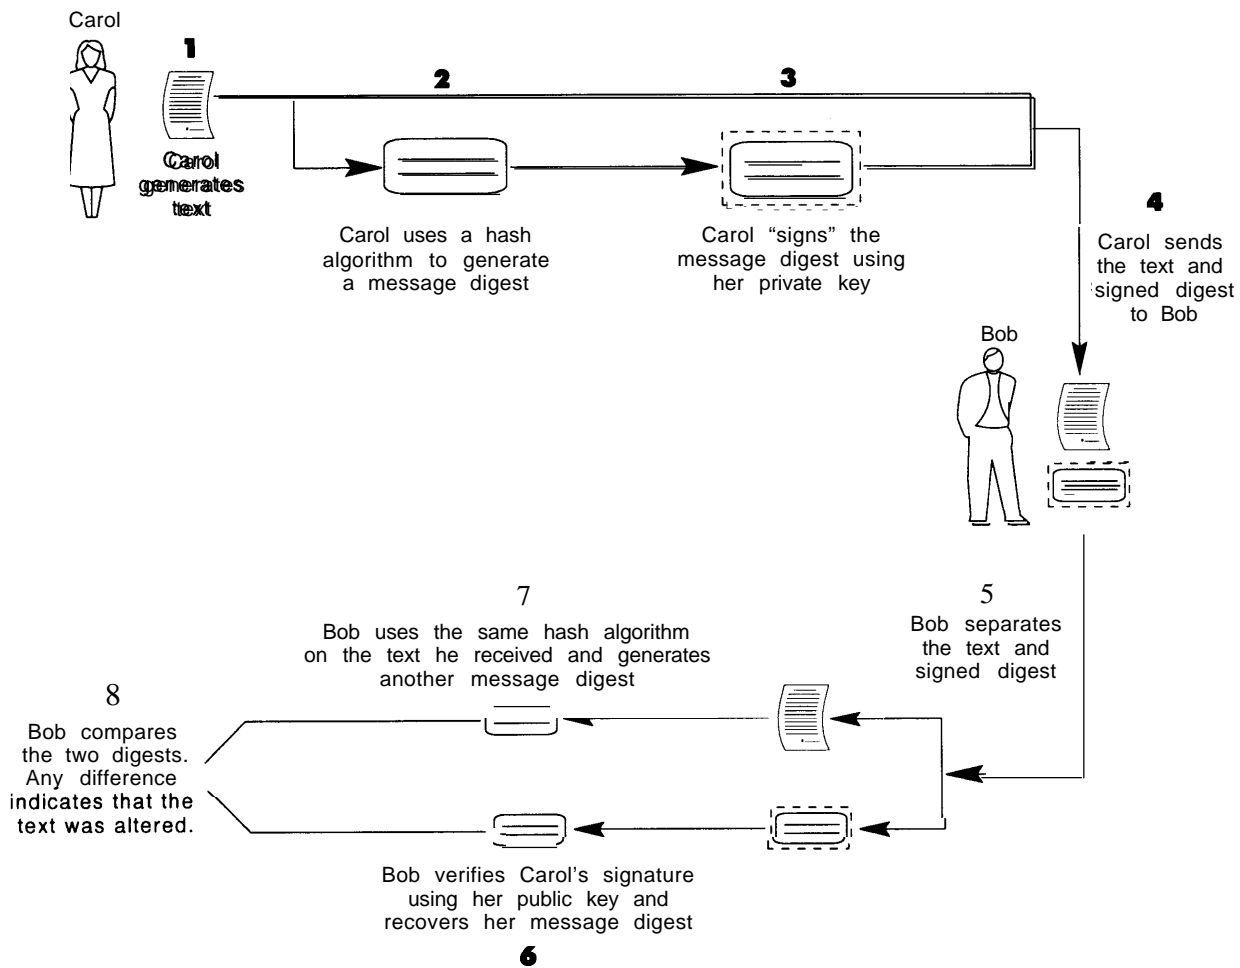 Carol
1
Carol
generates
text
2
Carol uses a hash
algorithm to generate
a message digest
3
Carol “signs” the
message digest using
her private key
4
Carol sends
the text and
signed digest
to Bob
Bob
5
Bob separates
the text and
signed digest
7
Bob uses the same hash algorithm
on the text he received and generates
another message digest
8
Bob compares
the two digests.
Any difference
indicates that the
text was altered.
Bob verifies Carol's signature
using her public key and
recovers her message digest
6